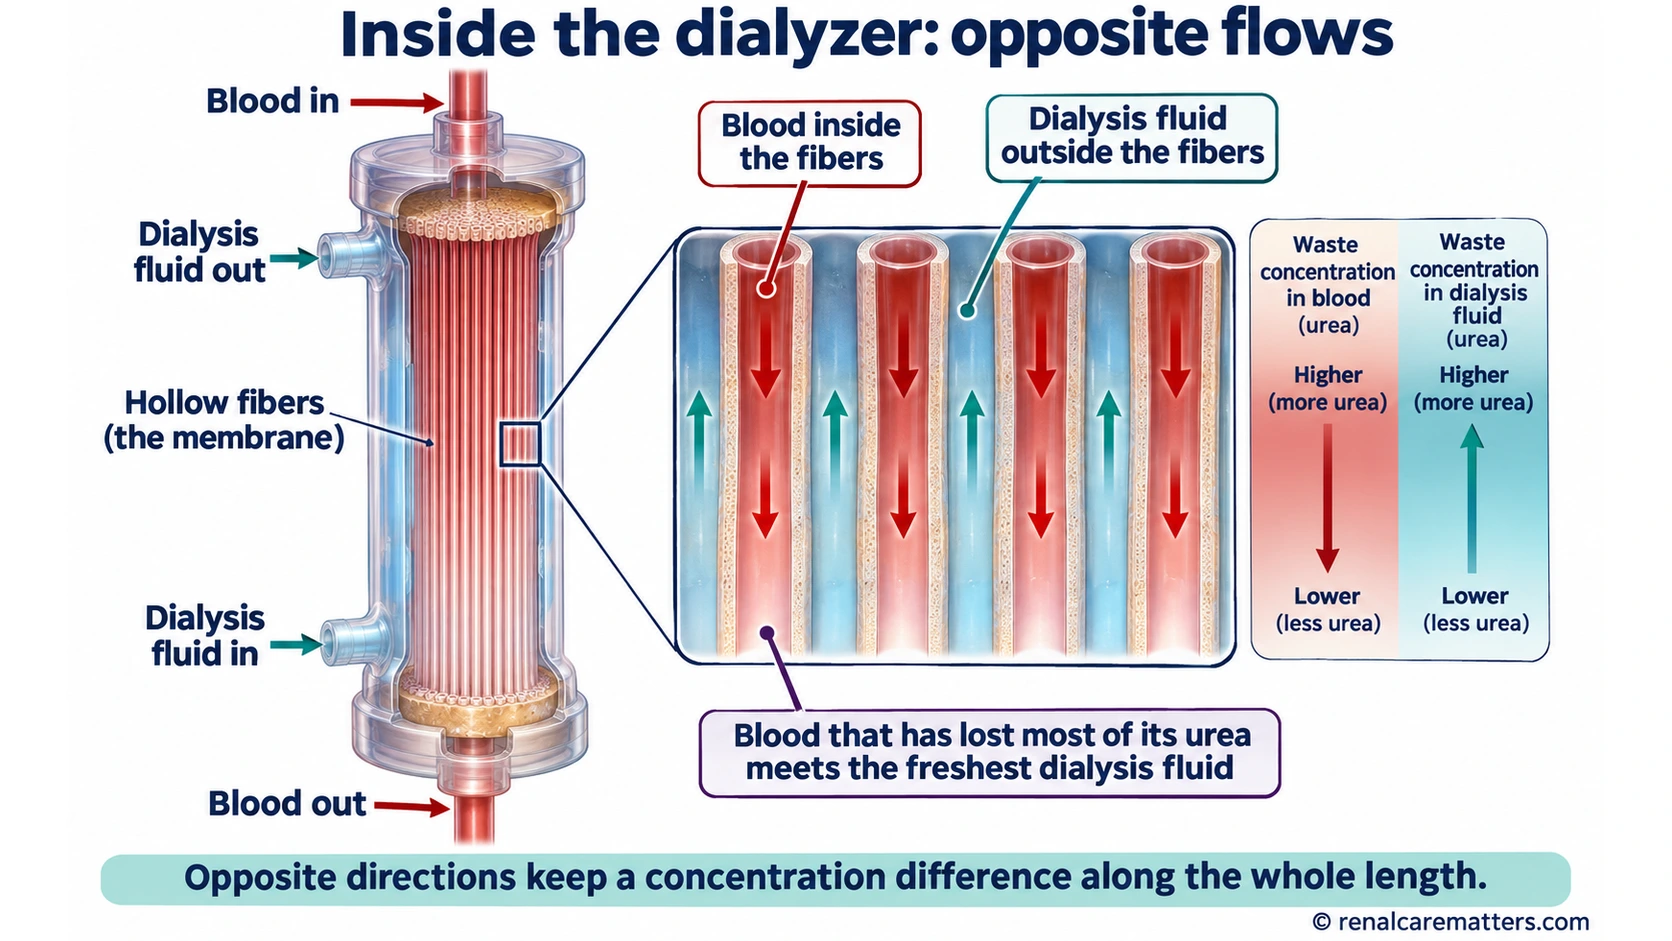 Inside the dialyzer: opposite flows
Blood in
Dialysis
fluid out
Hollow fibers
(the membrane)
Dialysis
fluid in
Blood out
Blood inside
the fibers
Dialysis fluid
outside the fibers
Waste
concentration
in blood
(urea)
Higher
(more urea)
Lower
(less urea)
Waste
concentration
in dialysis
fluid
(urea)
Higher
(more urea)
Lower
(less urea)
Blood that has lost most of its urea
meets the freshest dialysis fluid
Opposite directions keep a concentration difference along the whole length.
© renalcarematters.com